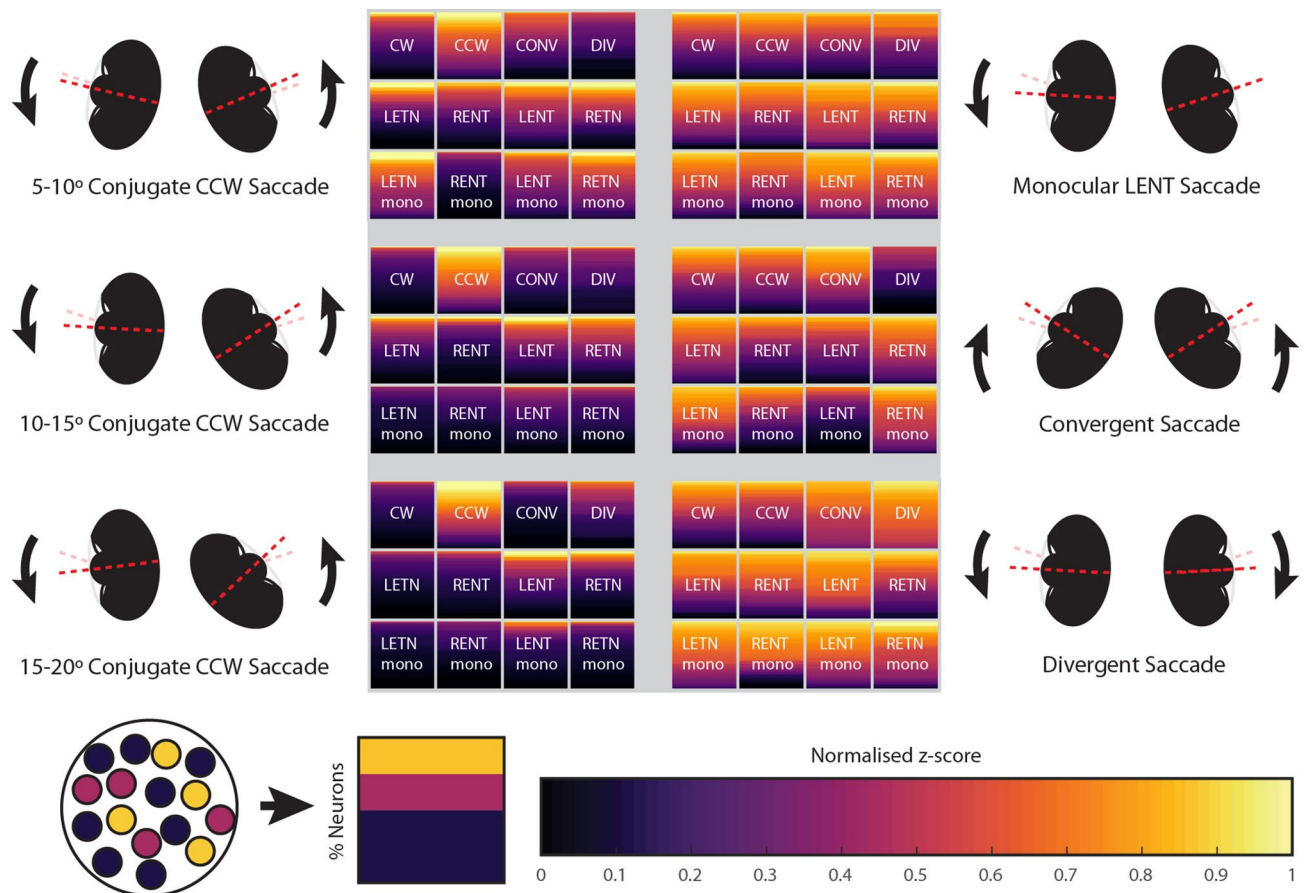 CW CCW CONV DIV CW CCW CONV DIV
LETN RENT LENT RETN LETN RENT LENT RETN
LETN RENT LENT RETN LETN RENT LENT RETN
mono mono mono mono mono mono mono mono
5-10º Conjugate CCW Saccade
Monocular LENT Saccade
CW CCW CONV DIV CW CCW CONV DIV
LETN RENT LENT RETN LETN RENT LENT RETN
LETN RENT LENT RETN LETN RENT LENT RETN
mono mono mono mono mono mono mono mono
10-15º Conjugate CCW Saccade
Convergent Saccade
CW CCW CONV DIV CW CCW CONV DIV
LETN RENT LENT RETN LETN RENT LENT RETN
LETN RENT LENT RETN LETN RENT LENT RETN
mono mono mono mono mono mono mono mono
15-20º Conjugate CCW Saccade
Divergent Saccade
% Neurons
Normalised z-score
0 0.1 0.2 0.3 0.4 0.5 0.6 0.7 0.8 0.9 1